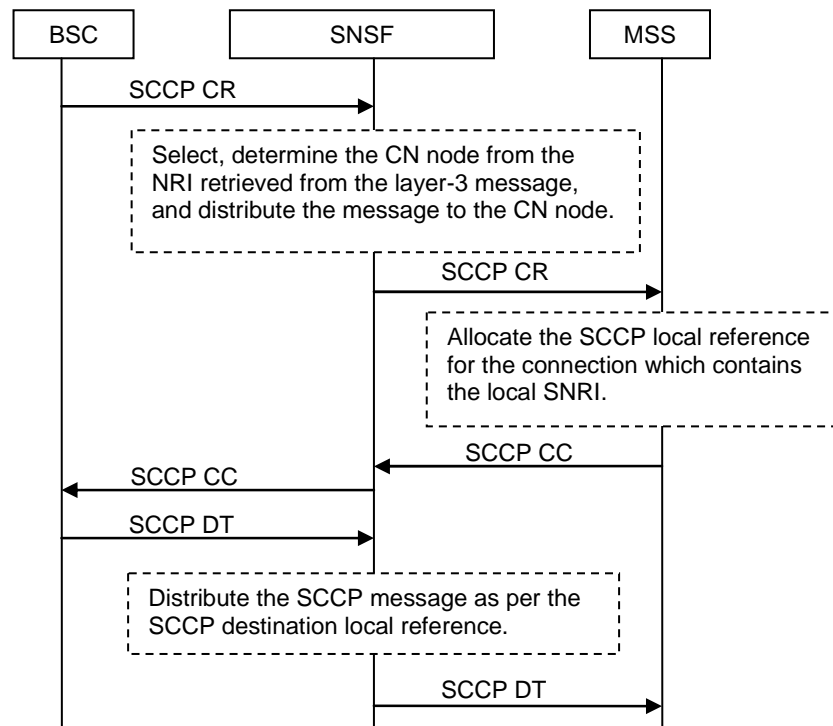 BSC
SNSF
MSS
SCCP CR
Select, determine the CN node from the
NRI retrieved from the layer-3 message,
and distribute the message to the CN node.
SCCP CR
Allocate the SCCP local reference
for the connection which contains
the local SNRI.
SCCP CC
SCCP CC
SCCP DT
Distribute the SCCP message as per the
SCCP destination local reference.
SCCP DT